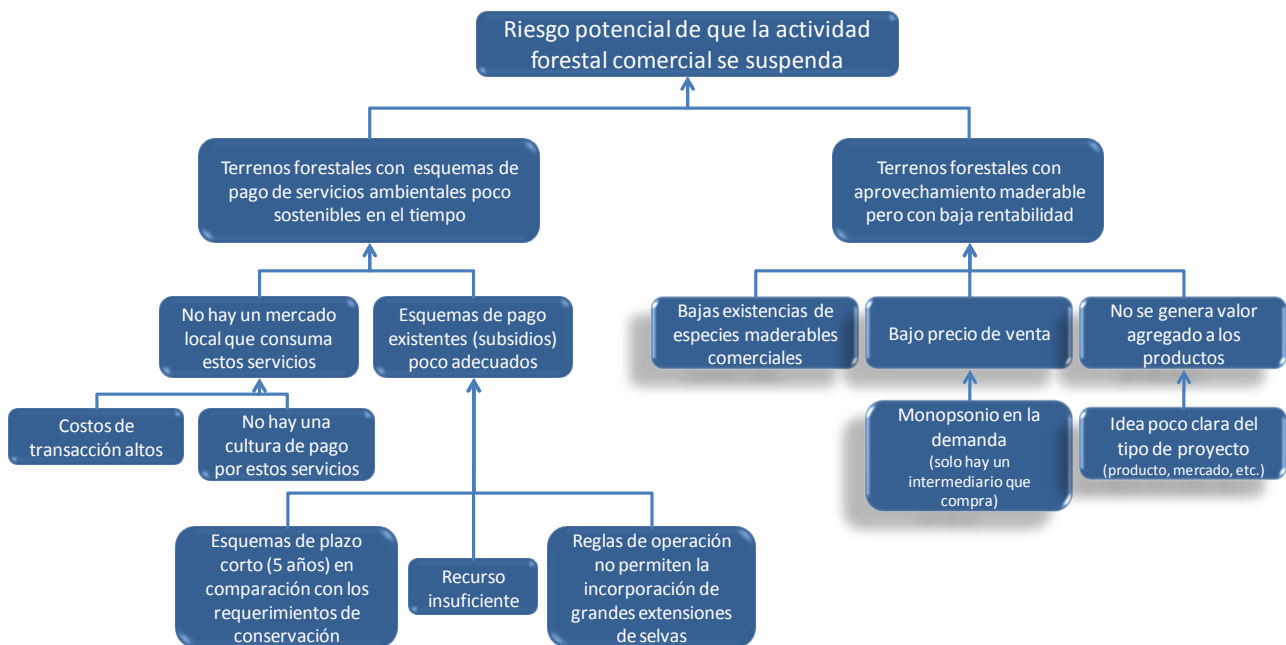 Riesgo potencial de que la actividad
forestal comercial se suspenda
Terrenos forestales con esquemas de
pago de servicios ambientales poco
sostenibles en el tiempo
Terrenos forestales con
aprovechamiento maderable
pero con baja rentabilidad
No hay un mercado
local que consuma
estos servicios
Esquemas de pago
existentes (subsidios)
poco adecuados
Bajas existencias de
especies maderables
comerciales
Bajo precio de venta
No se genera valor
agregado a los
productos
Costos de
transacción altos
No hay una
cultura de pago
por estos servicios
Monopsonio en la
demanda
(solo hay un
intermediario que
compra)
Idea poco clara del
tipo de proyecto
(producto, mercado, etc.)
Esquemas de plazo
corto (5 años) en
comparación con los
requerimientos de
conservación
Recurso
insuficiente
Reglas de operación
no permiten la
incorporación de
grandes extensiones
de selvas